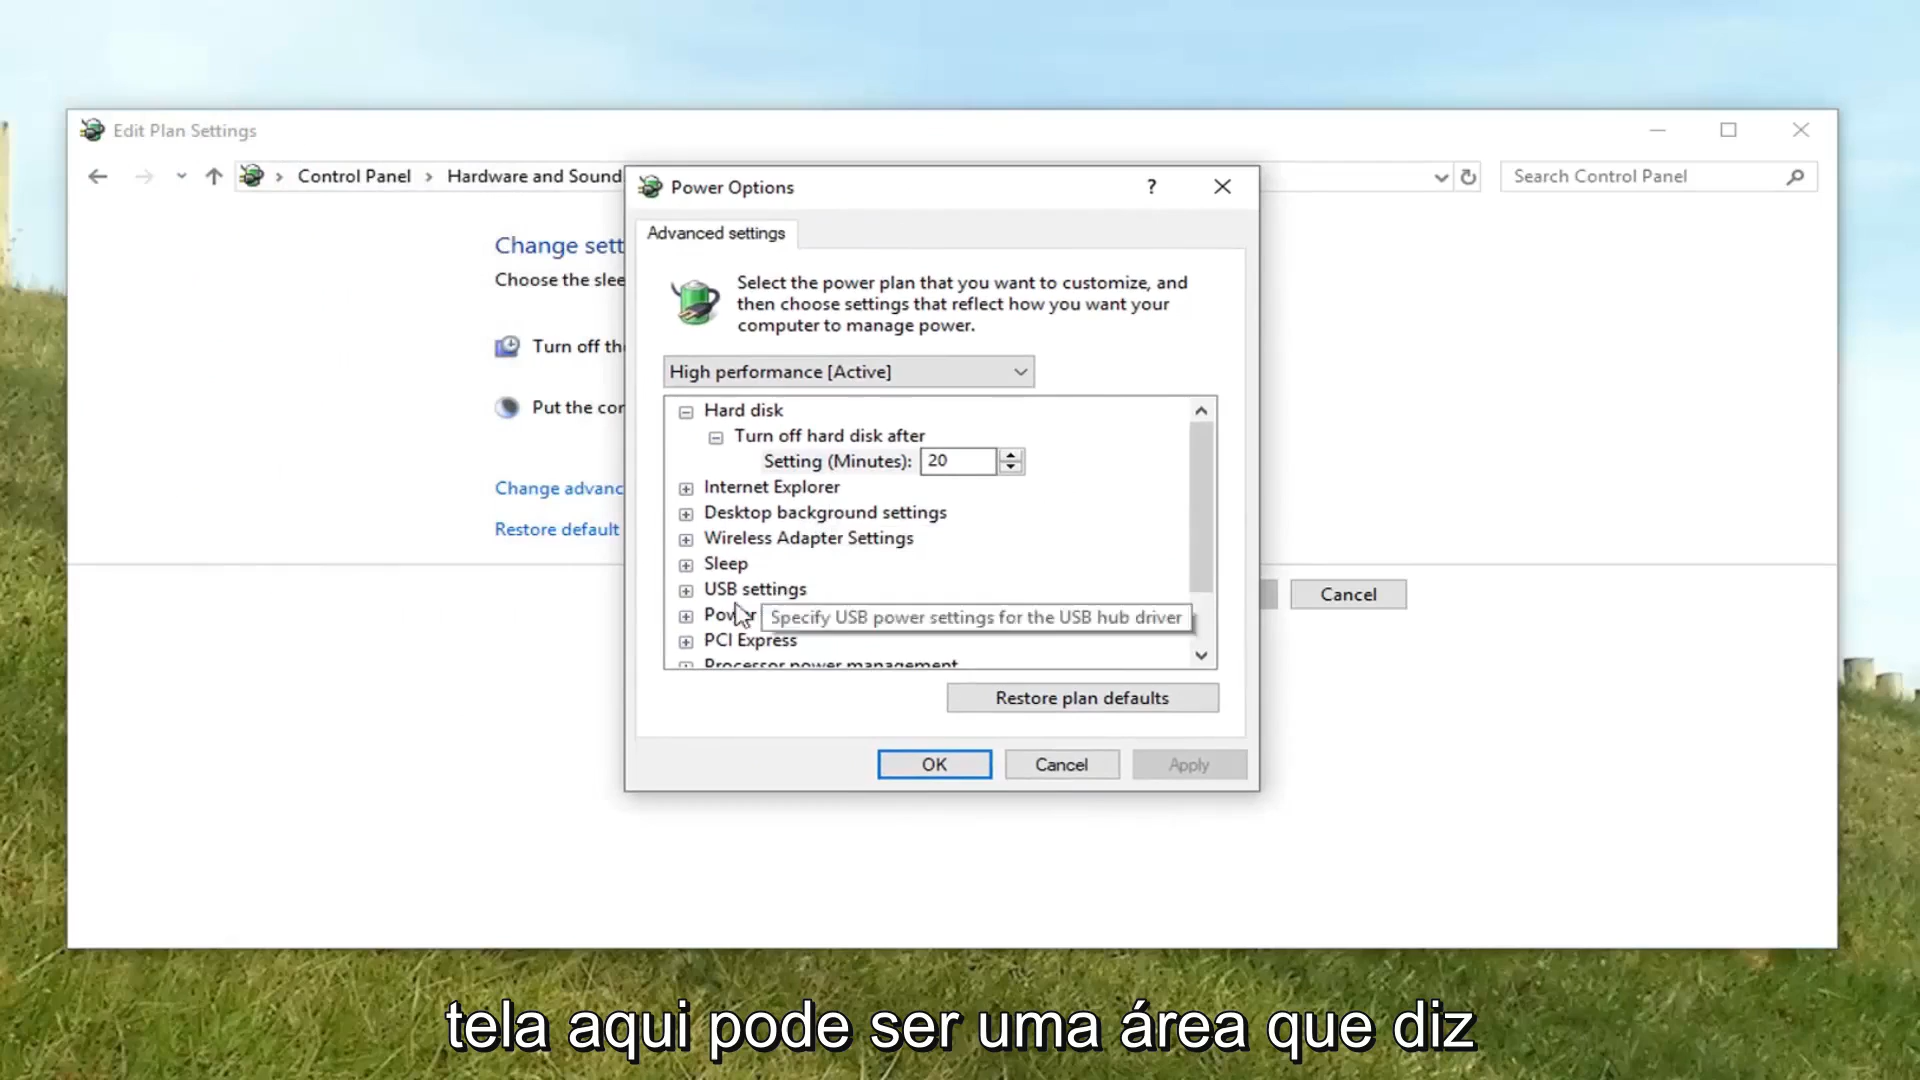 Edit Plan Settings
Control Panel
Hardware and Sound
Search Control Panel
Change sett
Choose the slee
Turn off th
Put the cor
Change advanc
Restore default
Cancel
Power Options
?
Advanced settings
Select the power plan that you want to customize, and
then choose settings that reflect how you want your
computer to manage power.
High performance [Active]
Hard disk
Turn off hard disk after
Setting (Minutes): 20
Internet Explorer
Desktop background settings
Wireless Adapter Settings
Sleep
USB settings
Power
Specify USB power settings for the USB hub driver
PCI Express
Processor power management
Restore plan defaults
OK
Cancel
Apply
tela aqui pode ser uma área que diz